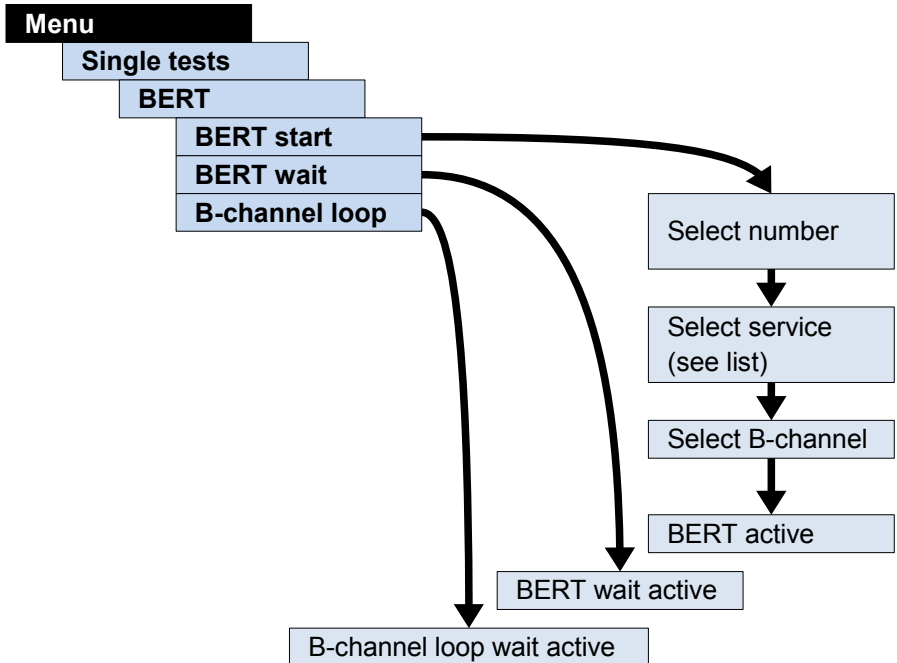 Menu
Single tests
BERT
BERT start
BERT wait
B-channel loop
Select number
Select service
(see list)
Select B-channel
BERT active
BERT wait active
B-channel loop wait active